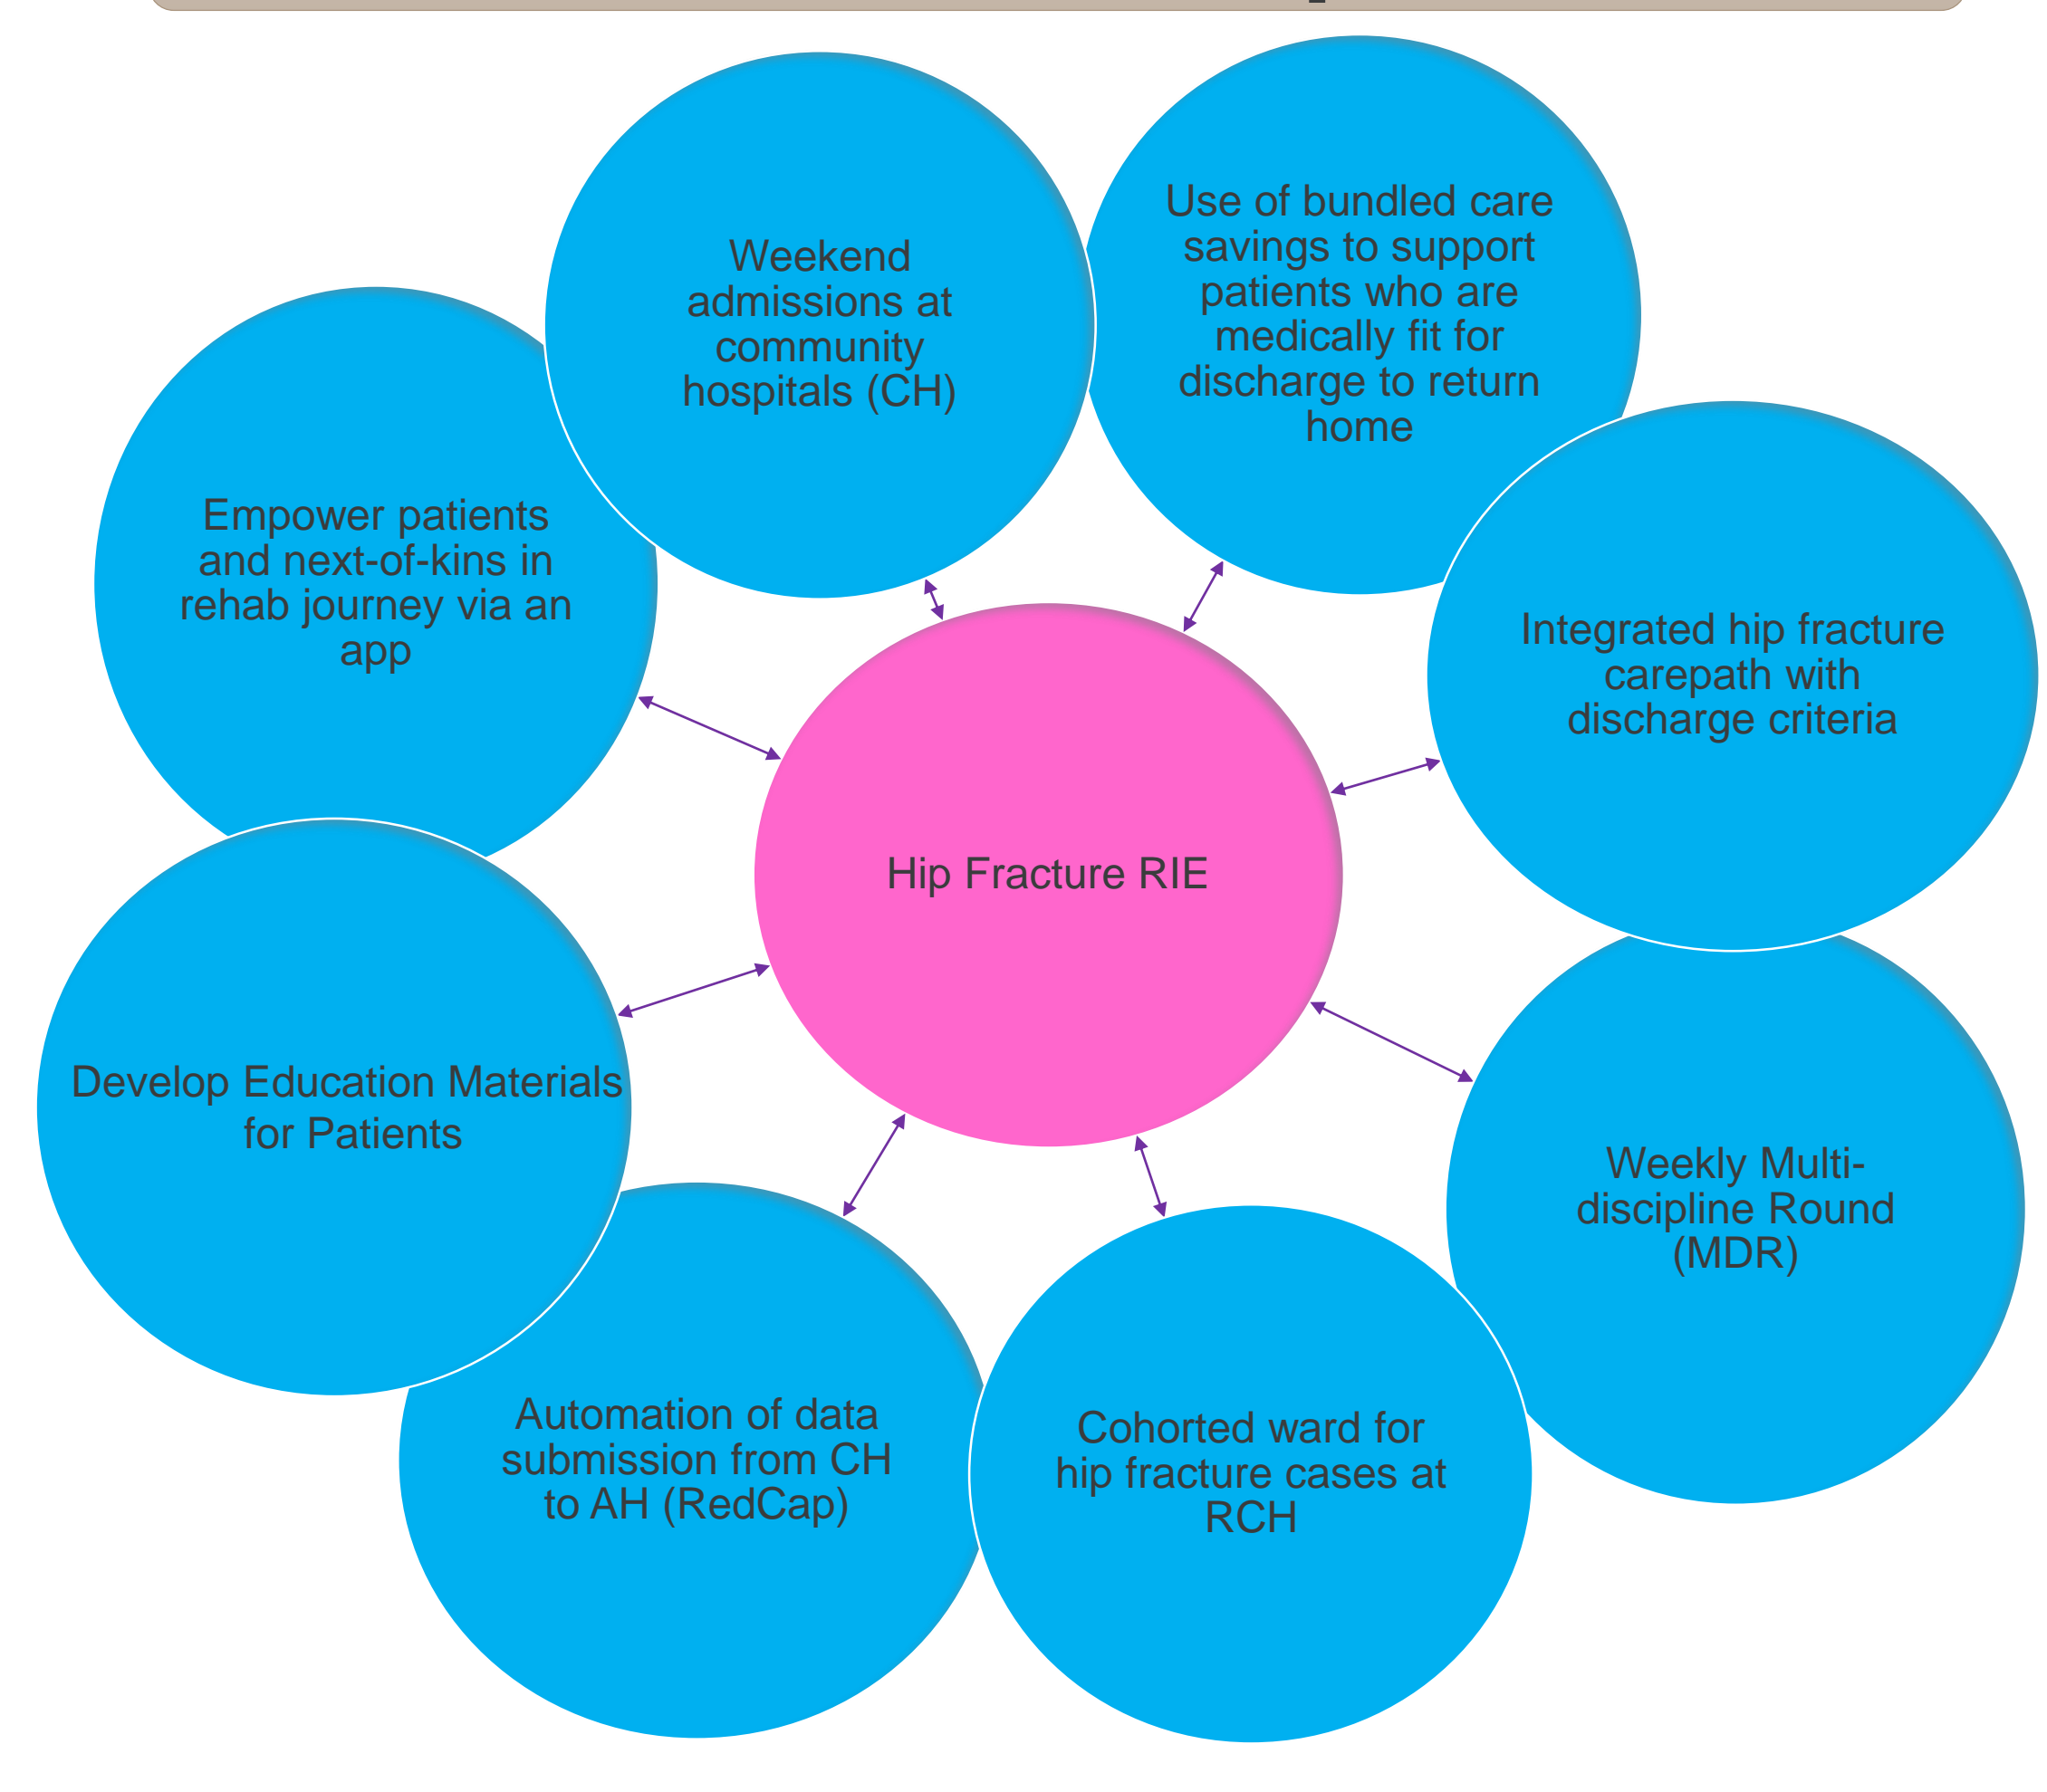 Weekend
admissions at
community
hospitals (CH)
Use of bundled care
savings to support
patients who are
medically fit for
discharge to return
home
Empower patients
and next-of-kins in
rehab journey via an
app
Integrated hip fracture
carepath with
discharge criteria
Hip Fracture RIE
Develop Education Materials
for Patients
Weekly Multi-
discipline Round
(MDR)
Automation of data
submission from CH
to AH (RedCap)
Cohorted ward for
hip fracture cases at
RCH